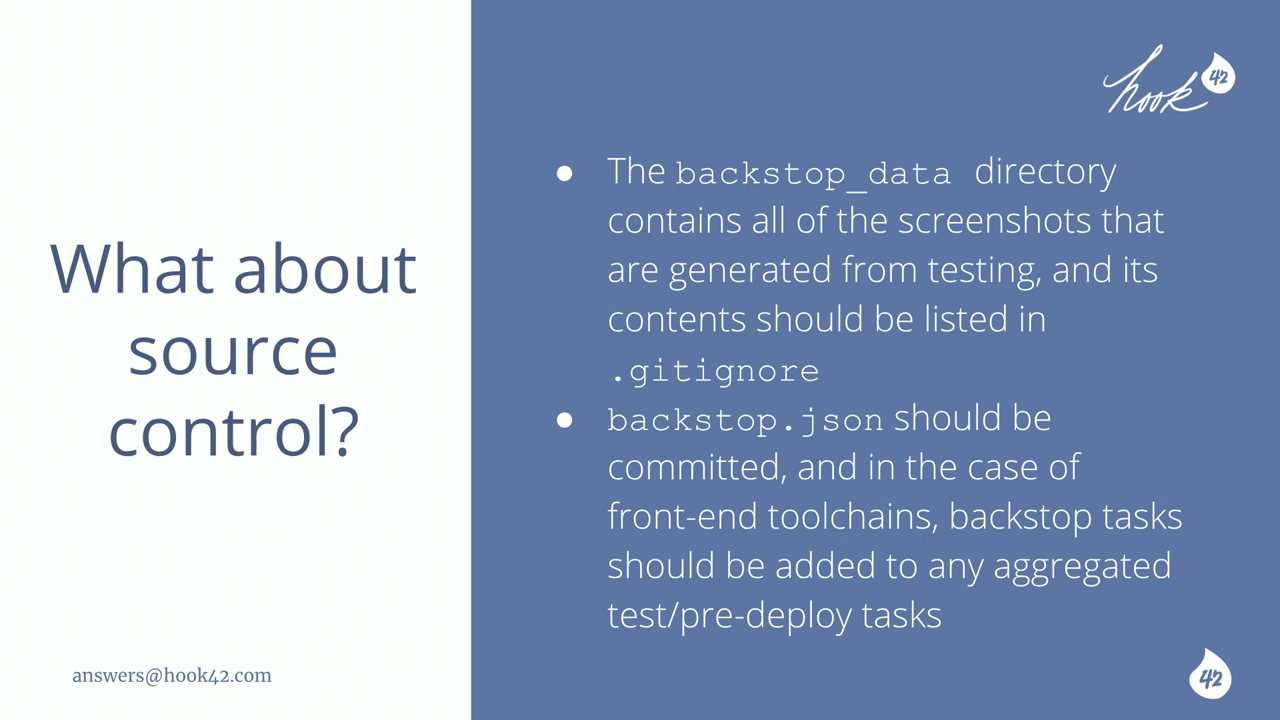 What about
source
control?
answers@hook42.com
hook 42
● The backstop_data directory
contains all of the screenshots that
are generated from testing, and its
contents should be listed in
.gitignore
● backstop.json should be
committed, and in the case of
front-end toolchains, backstop tasks
should be added to any aggregated
test/pre-deploy tasks
42